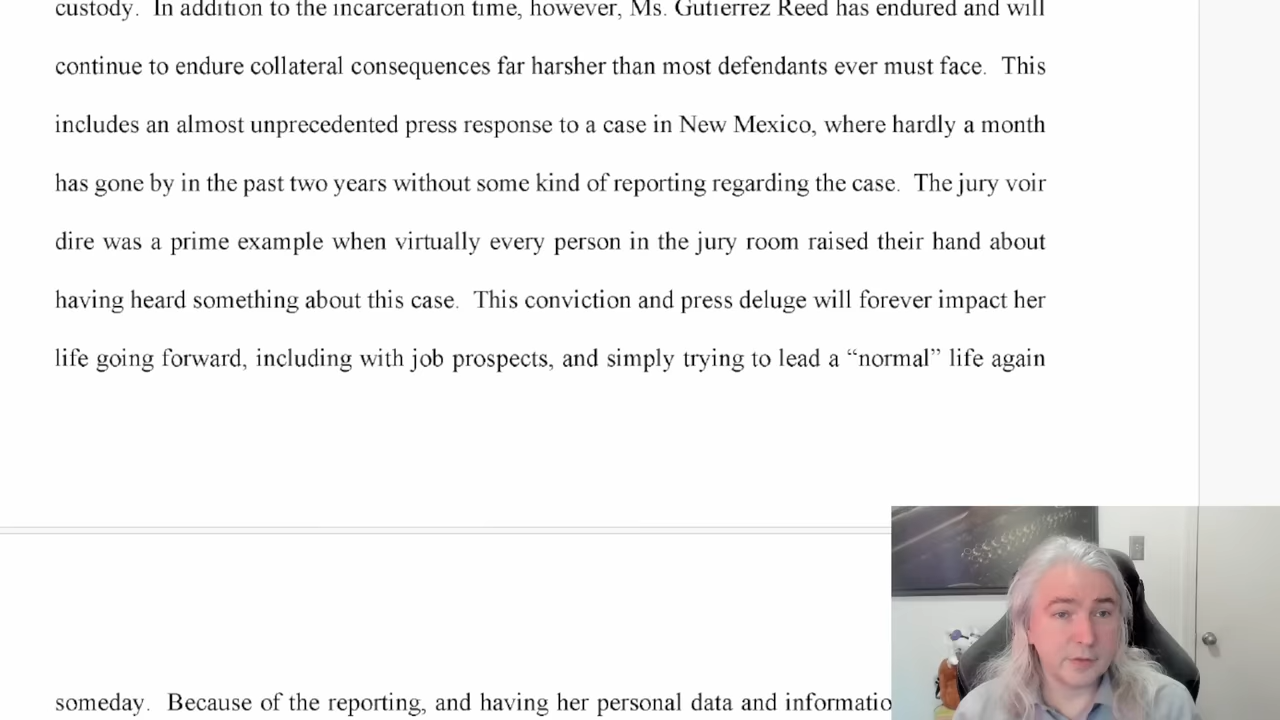 custody. In addition to the incarceration time, however, Ms. Gutierrez Reed has endured and will
continue to endure collateral consequences far harsher than most defendants ever must face. This
includes an almost unprecedented press response to a case in New Mexico, where hardly a month
has gone by in the past two years without some kind of reporting regarding the case. The jury voir
dire was a prime example when virtually every person in the jury room raised their hand about
having heard something about this case. This conviction and press deluge will forever impact her
life going forward, including with job prospects, and simply trying to lead a “normal” life again
someday. Because of the reporting, and having her personal data and informatio